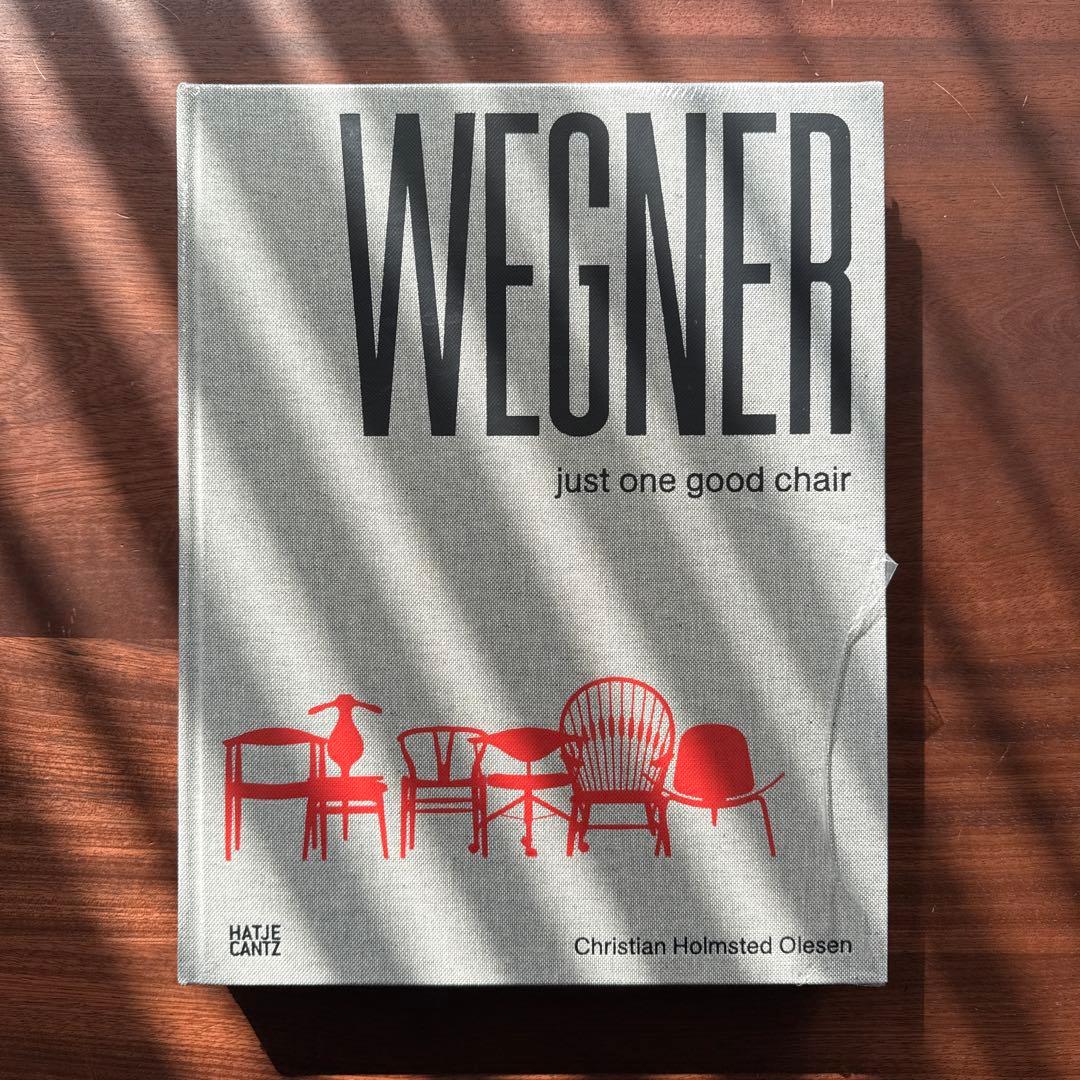 WEGNER
just one good chair
HATJE
CANTZ
Christian Holmsted Olesen